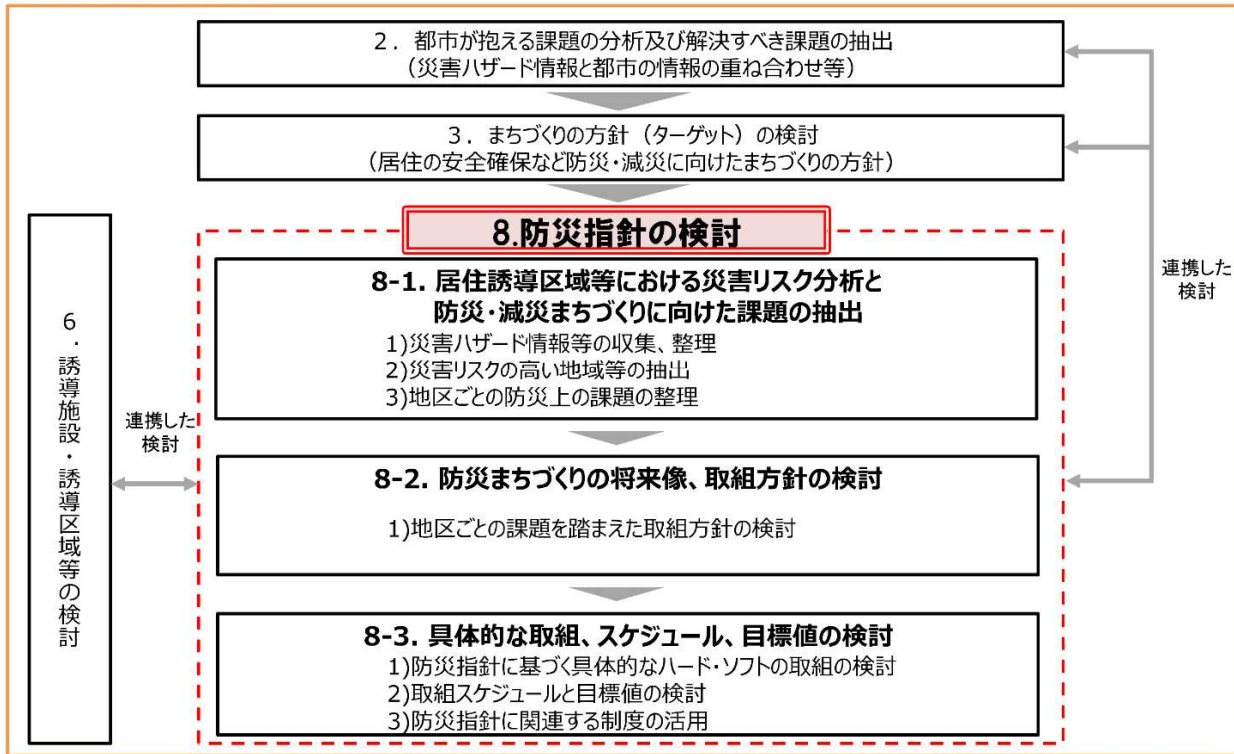 2．都市が抱える課題の分析及び解決すべき課題の抽出
（災害ハザード情報と都市の情報の重ね合わせ等）
3．まちづくりの方針（ターゲット）の検討
（居住の安全確保など防災・減災に向けたまちづくりの方針）
8.防災指針の検討
8-1. 居住誘導区域等における災害リスク分析と
防災・減災まちづくりに向けた課題の抽出
1)災害ハザード情報等の収集、整理
2)災害リスクの高い地域等の抽出
3)地区ごとの防災上の課題の整理
8-2. 防災まちづくりの将来像、取組方針の検討
1)地区ごとの課題を踏まえた取組方針の検討
8-3. 具体的な取組、スケジュール、目標値の検討
1)防災指針に基づく具体的なハード・ソフトの取組の検討
2)取組スケジュールと目標値の検討
3)防災指針に関連する制度の活用
6．誘導施設・誘導区域等の検討
連携した
検討
連携した
検討